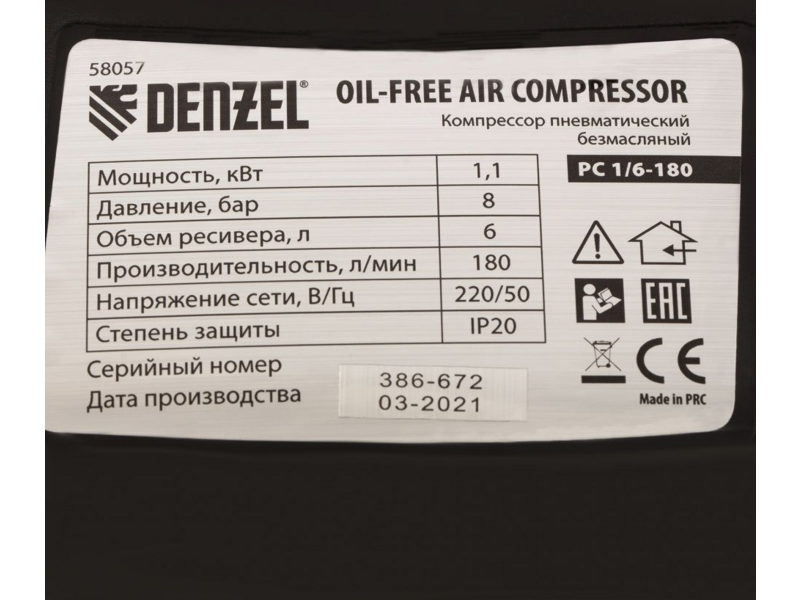 58057
DENZEL®
OIL-FREE AIR COMPRESSOR
Компрессор пневматический
безмасляный
PC 1/6-180
Мощность, кВт 1,1
Давление, бар 8
Объем ресивера, л 6
Производительность, л/мин 180
Напряжение сети, В/Гц 220/50
Степень защиты IP20
Серийный номер 386-672
Дата производства 03-2021
EAC
CE
Made in PRC